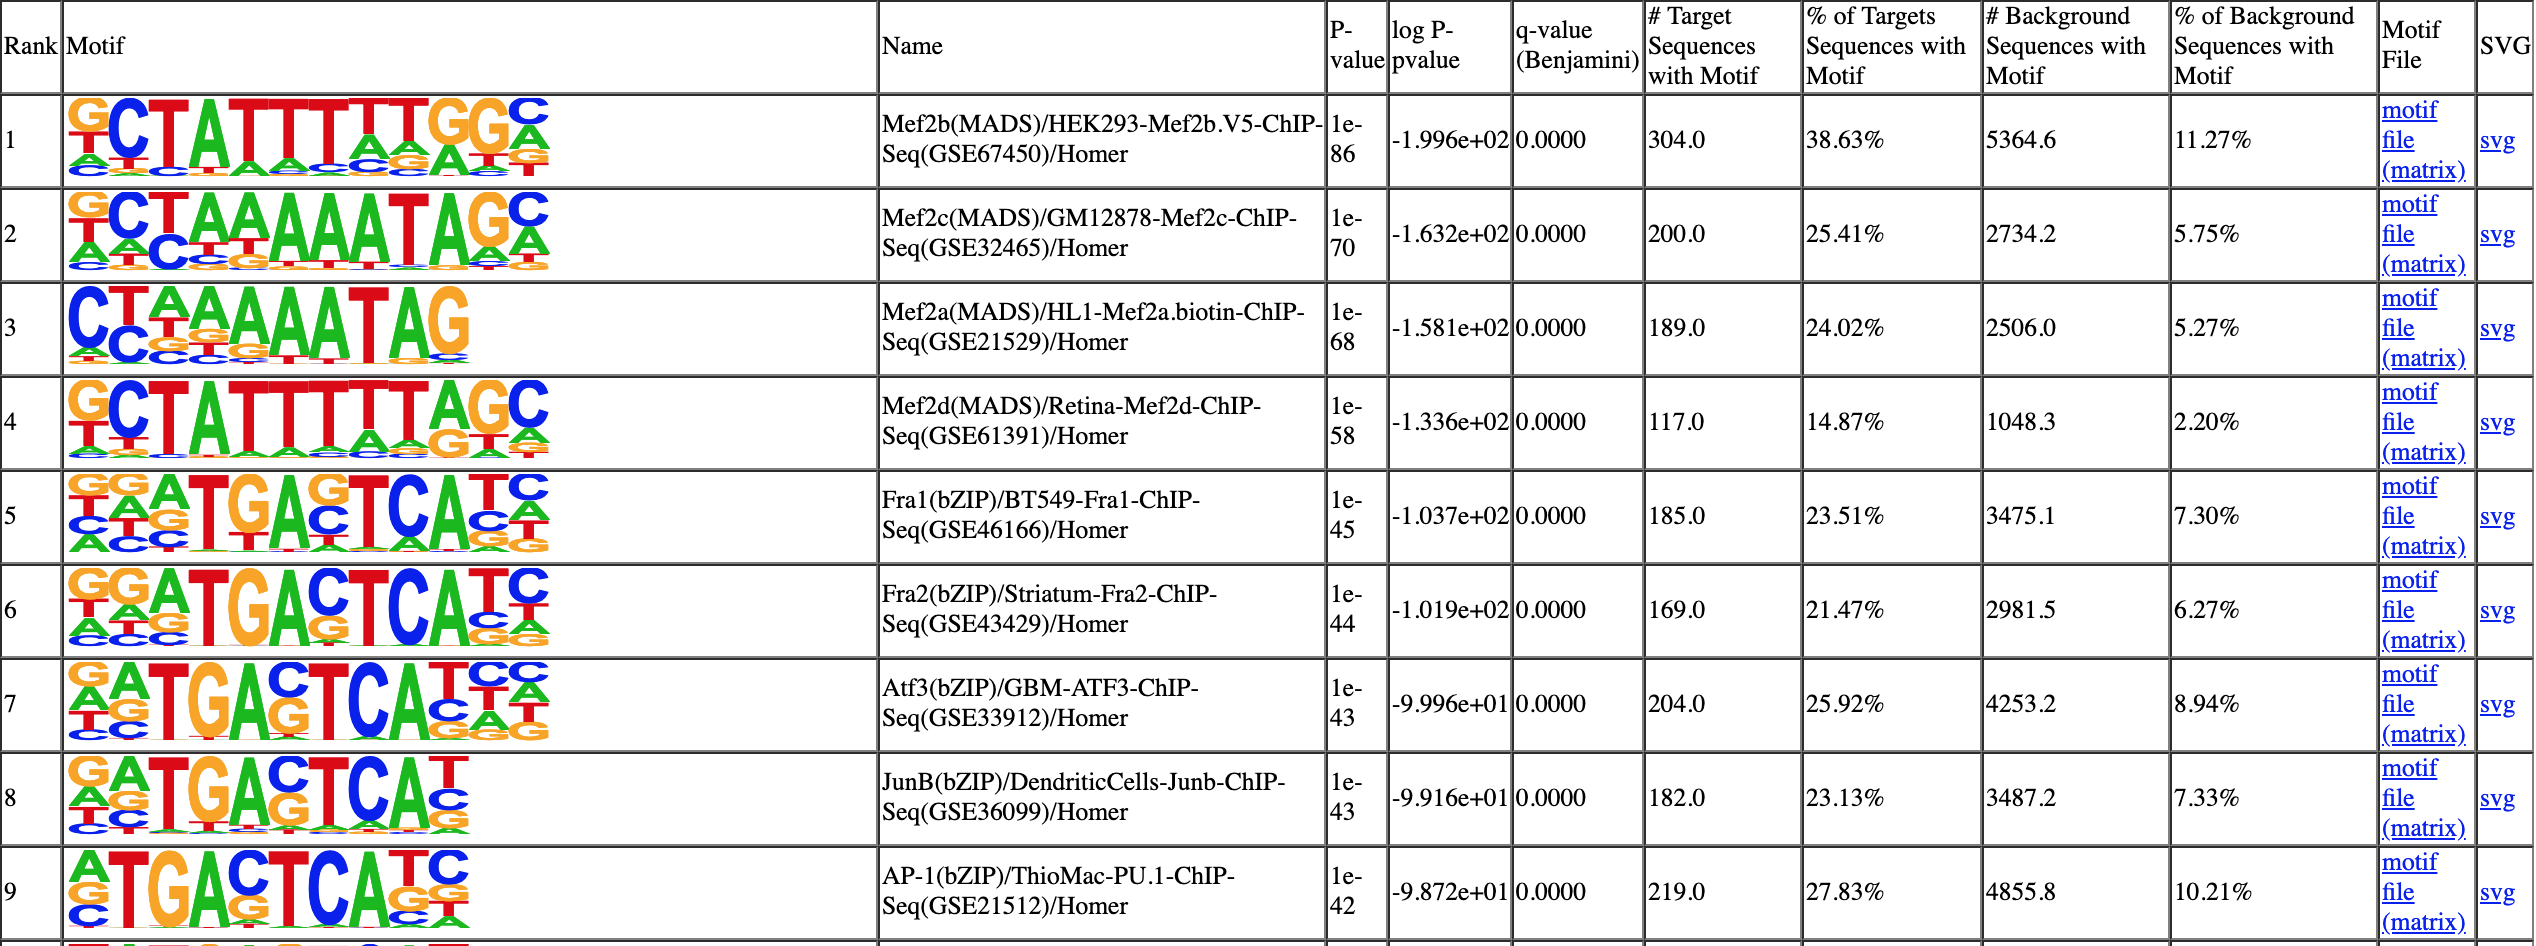 Rank Motif Name P-value log P-pvalue q-value (Benjamini) # Target Sequences with Motif % of Targets Sequences with Motif # Background Sequences with Motif % of Background Sequences with Motif Motif File SVG
1 GCTATTTTTGGC Mef2b(MADS)/HEK293-Mef2b.V5-ChIP-Seq(GSE67450)/Homer 1e-86 -1.996e+02 0.0000 304.0 38.63% 5364.6 11.27% motif file (matrix) svg
2 GCTAAAAATAGC Mef2c(MADS)/GM12878-Mef2c-ChIP-Seq(GSE32465)/Homer 1e-70 -1.632e+02 0.0000 200.0 25.41% 2734.2 5.75% motif file (matrix) svg
3 CTAAAAATAG Mef2a(MADS)/HL1-Mef2a.biotin-ChIP-Seq(GSE21529)/Homer 1e-68 -1.581e+02 0.0000 189.0 24.02% 2506.0 5.27% motif file (matrix) svg
4 GCTATTTTTAGC Mef2d(MADS)/Retina-Mef2d-ChIP-Seq(GSE61391)/Homer 1e-58 -1.336e+02 0.0000 117.0 14.87% 1048.3 2.20% motif file (matrix) svg
5 GGATGAGTCATC Fra1(bZIP)/BT549-Fra1-ChIP-Seq(GSE46166)/Homer 1e-45 -1.037e+02 0.0000 185.0 23.51% 3475.1 7.30% motif file (matrix) svg
6 GGATGACTCATC Fra2(bZIP)/Striatum-Fra2-ChIP-Seq(GSE43429)/Homer 1e-44 -1.019e+02 0.0000 169.0 21.47% 2981.5 6.27% motif file (matrix) svg
7 GATGACTCATCC Atf3(bZIP)/GBM-ATF3-ChIP-Seq(GSE33912)/Homer 1e-43 -9.996e+01 0.0000 204.0 25.92% 4253.2 8.94% motif file (matrix) svg
8 GATGACTCAT JunB(bZIP)/DendriticCells-Junb-ChIP-Seq(GSE36099)/Homer 1e-43 -9.916e+01 0.0000 182.0 23.13% 3487.2 7.33% motif file (matrix) svg
9 ATGACTCATC AP-1(bZIP)/ThioMac-PU.1-ChIP-Seq(GSE21512)/Homer 1e-42 -9.872e+01 0.0000 219.0 27.83% 4855.8 10.21% motif file (matrix) svg